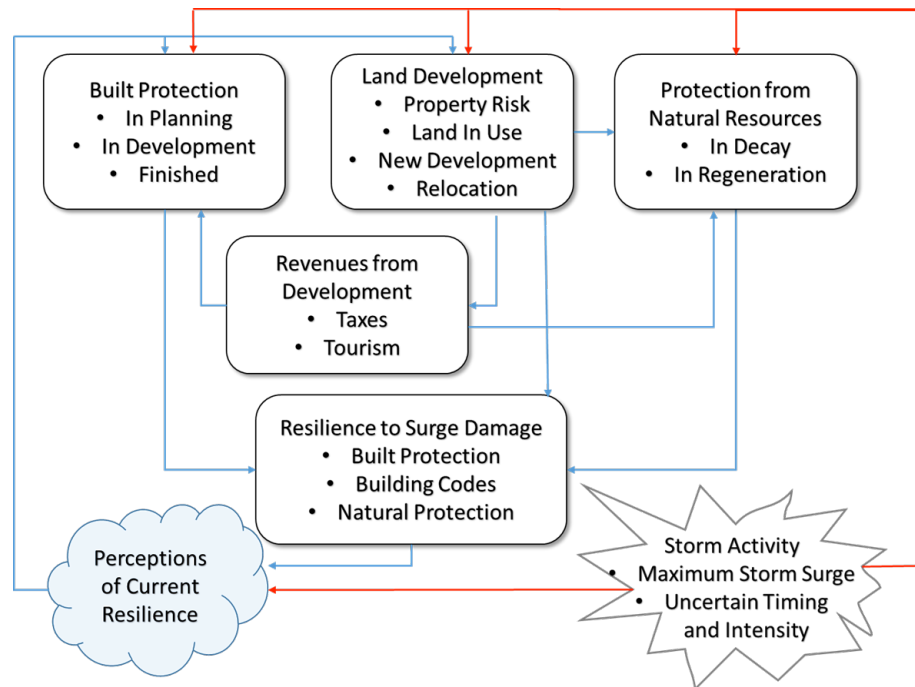 Built Protection
• In Planning
• In Development
• Finished
Land Development
• Property Risk
• Land In Use
• New Development
• Relocation
Protection from
Natural Resources
• In Decay
• In Regeneration
Revenues from
Development
• Taxes
• Tourism
Resilience to Surge Damage
• Built Protection
• Building Codes
• Natural Protection
Perceptions
of Current
Resilience
Storm Activity
• Maximum Storm Surge
• Uncertain Timing
and Intensity